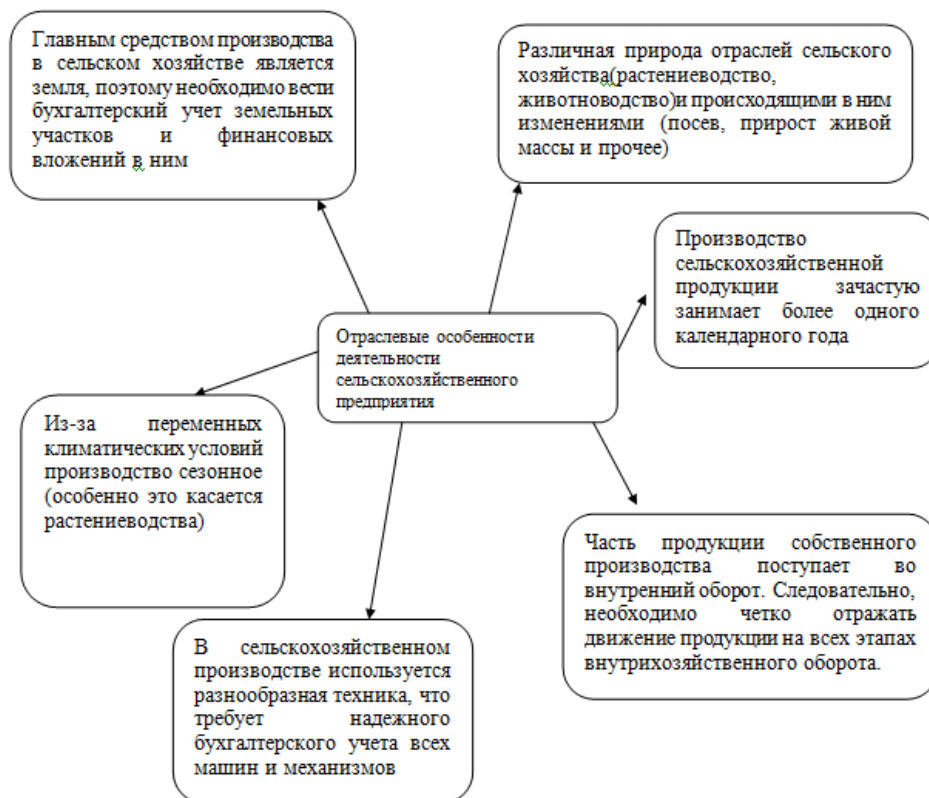 Главным средством производства
в сельском хозяйстве является
земля, поэтому необходимо вести
бухгалтерский учет земельных
участков и финансовых
вложений в ним
Различная природа отраслей сельского
хозяйства(растениеводство,
животноводство)и происходящими в ним
изменениями (посев, прирост живой
массы и прочее)
Производство
сельскохозяйственной
продукции зачастую
занимает более одного
календарного года
Отраслевые особенности
деятельности
сельскохозяйственного
предприятия
Из-за переменных
климатических условий
производство сезонное
(особенно это касается
растениеводства)
Часть продукции собственного
производства поступает во
внутренний оборот. Следовательно,
необходимо четко отражать
движение продукции на всех этапах
внутрихозяйственного оборота.
В сельскохозяйственном
производстве используется
разнообразная техника, что
требует надежного
бухгалтерского учета всех
машин и механизмов